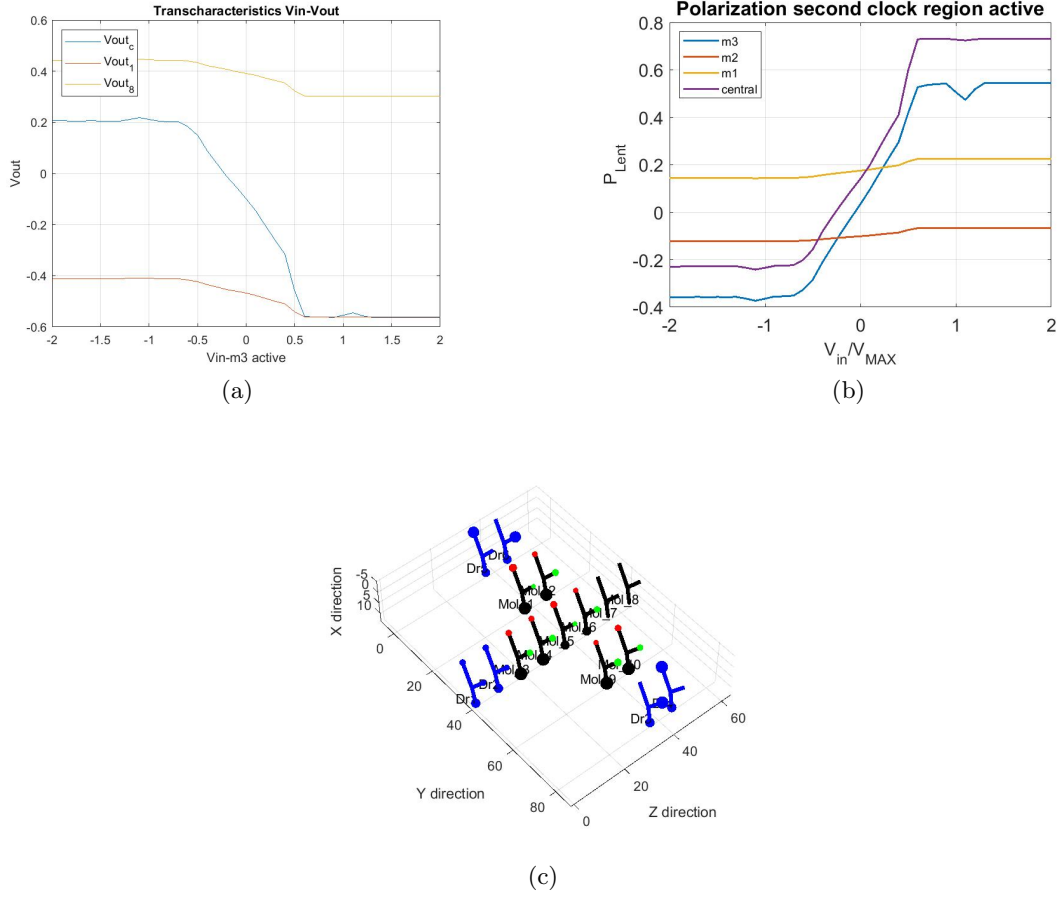 Transcharacteristics Vin-Vout
0.6
0.4
0.2
0
-0.2
-0.4
-0.6
Vout
Vout_c
Vout_1
Vout_8
-2 -1.5 -1 -0.5 0 0.5 1 1.5 2
Vin-m3 active
(a)
Polarization second clock region active
0.8
0.6
0.4
0.2
0
-0.2
-0.4
P_Lent
m3
m2
m1
central
-2 -1 0 1 2
V_in/V_MAX
(b)
-5
0
5
10
X direction
0
20
40
60
80
Y direction
0
20
40
60
Z direction
(c)